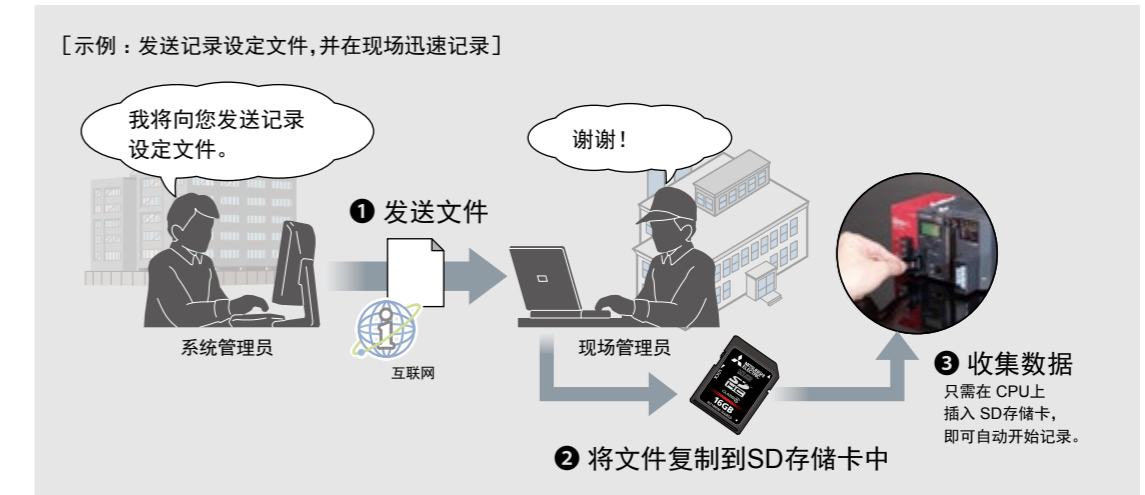 [示例：发送记录设定文件,并在现场迅速记录]
我将向您发送记录
设定文件。
谢谢！
❶ 发送文件
系统管理员
互联网
现场管理员
MITSUBISHI
ELECTRIC
16GB
❸ 收集数据
只需在 CPU上
插入 SD存储卡，
即可自动开始记录。
❷ 将文件复制到SD存储卡中